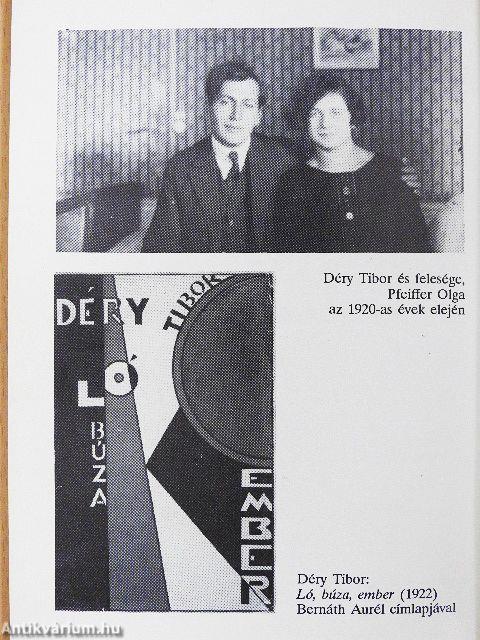 Déry Tibor és felesége,
Pfeiffer Olga
az 1920-as évek elején
DÉRY
TIBOR
LÓ
BÚZA
EMBER
Déry Tibor:
Ló, búza, ember (1922)
Bernáth Aurél címlapjával
Antikvárium.hu